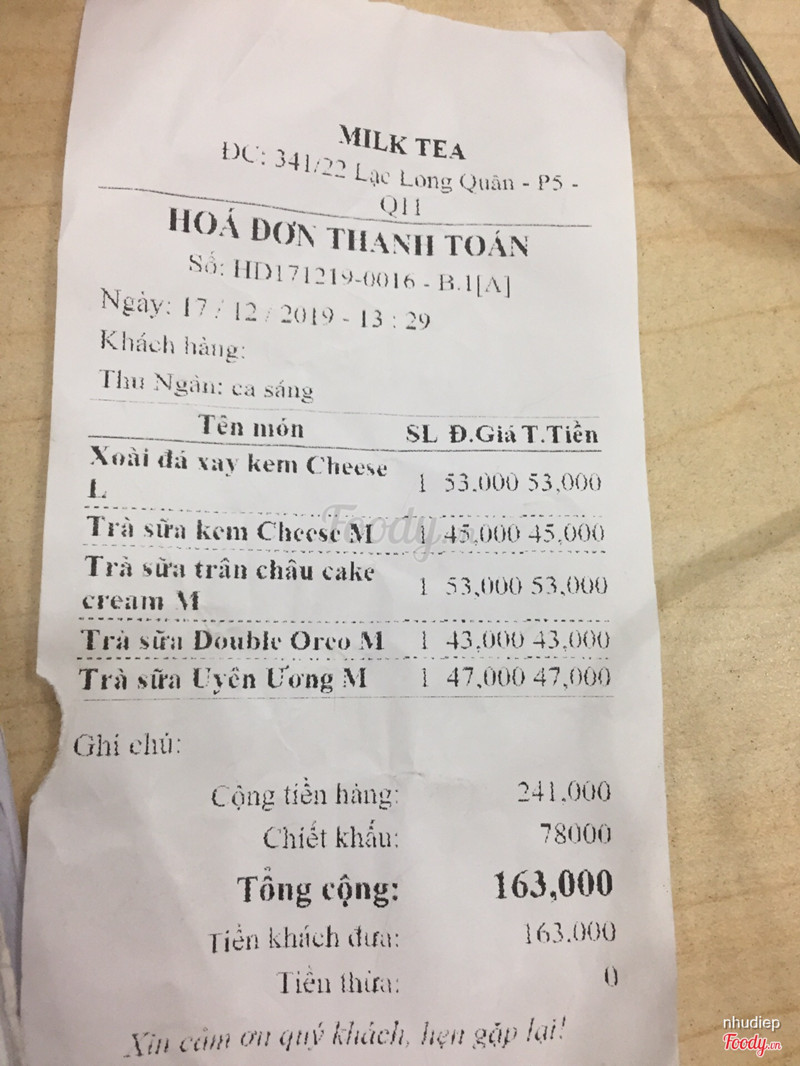 MILK TEA
ĐC: 341/22 Lạc Long Quân - P5 -
Q11
HOÁ ĐƠN THANH TOÁN
Số: HD171219-0016 - B.1[A]
Ngày: 17 / 12 / 2019 - 13 : 29
Khách hàng:
Thu Ngân: ca sáng
Tên món SL Đ.Giá T.Tiền
Xoài đá xay kem Cheese
L 1 53,000 53,000
Trà sữa kem Cheese M 1 45,000 45,000
Trà sữa trân châu cake
cream M 1 53,000 53,000
Trà sữa Double Oreo M 1 43,000 43,000
Trà sữa Uyên Ương M 1 47,000 47,000
Ghi chú:
Cộng tiền hàng: 241,000
Chiết khấu: 78000
Tổng cộng: 163,000
Tiền khách đưa: 163,000
Tiền thừa: 0
Xin cảm ơn quý khách, hẹn gặp lại!
Foody.vn
nhudiep
Foody.vn